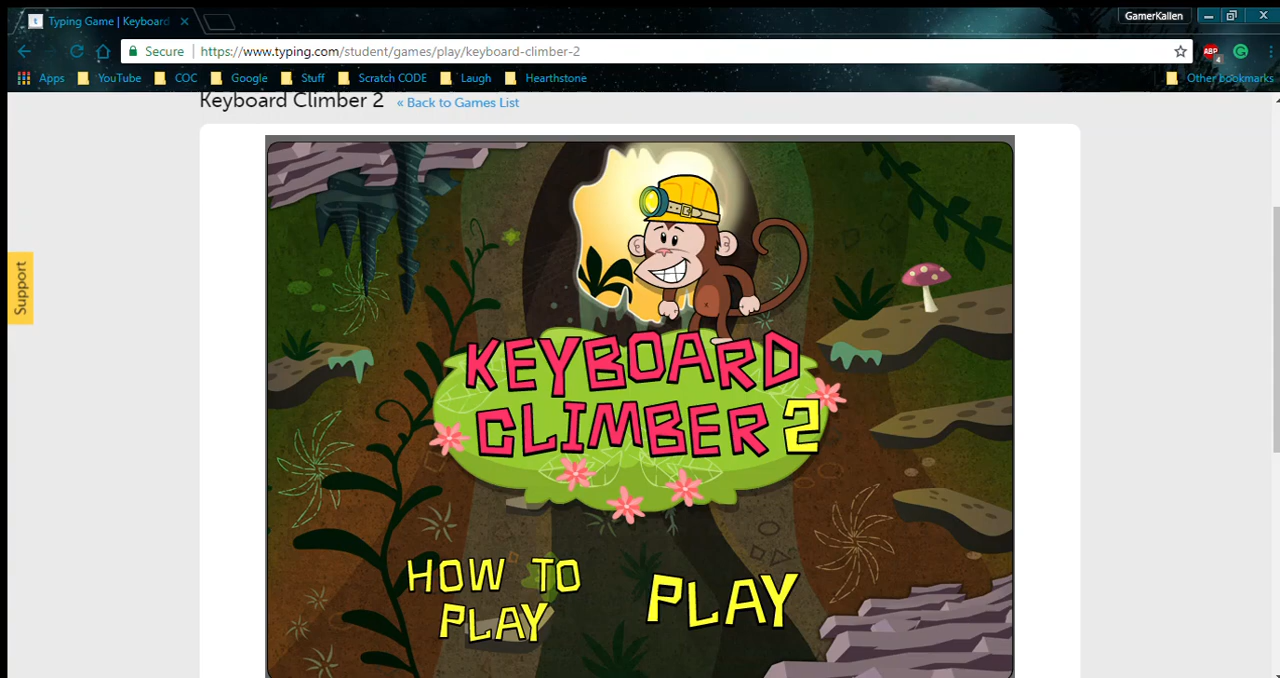 Typing Game | Keyboard
GamerKallen
Secure
https://www.typing.com/student/games/play/keyboard-climber-2
ABP
4
Apps
YouTube
COC
Google
Stuff
Scratch CODE
Laugh
Hearthstone
Other bookmarks
Keyboard Climber 2
« Back to Games List
Support
KEYBOARD
CLIMBER 2
HOW TO
PLAY
PLAY